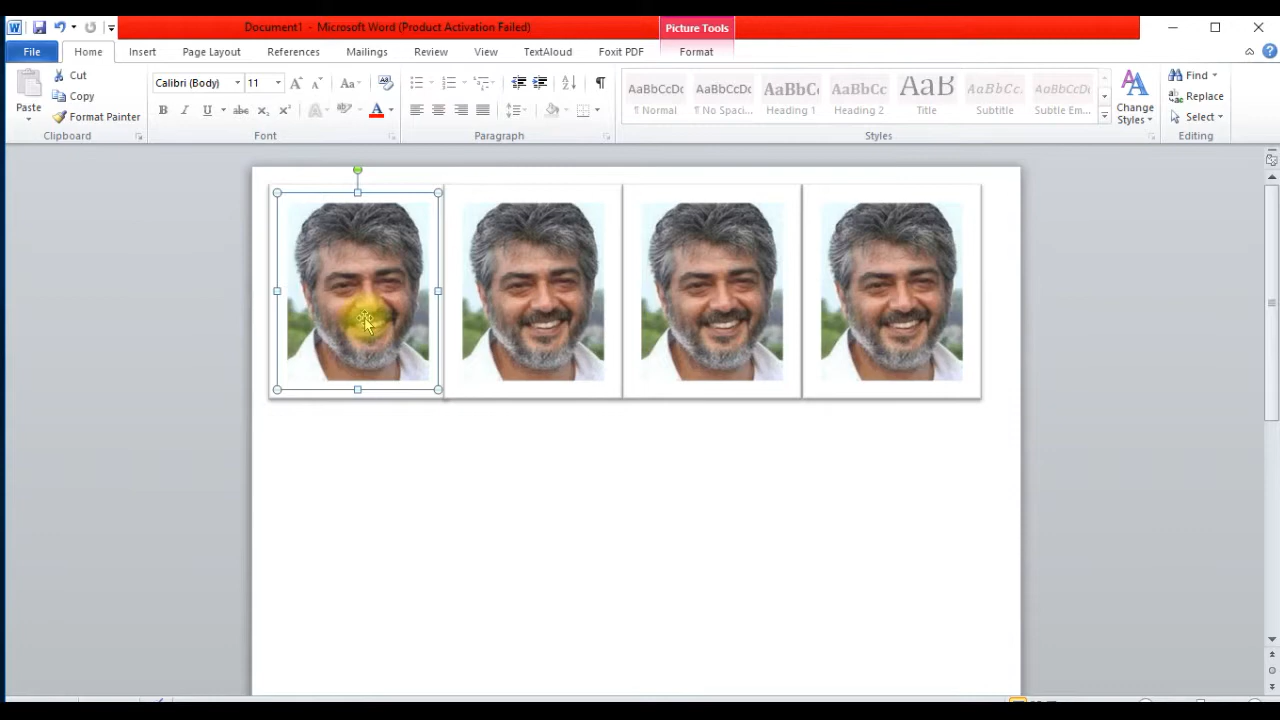 Document1 - Microsoft Word (Product Activation Failed)
Picture Tools
File
Home
Insert
Page Layout
References
Mailings
Review
View
TextAloud
Foxit PDF
Format
Paste
Cut
Copy
Format Painter
Clipboard
Calibri (Body)
11
Font
Paragraph
AaBbCcDc
¶ Normal
AaBbCcDc
¶ No Spaci...
AaBbCc
Heading 1
AaBbCc
Heading 2
AaB
Title
AaBbCc.
Subtitle
AaBbCcDc
Subtle Em...
Change
Styles
Styles
Find
Replace
Select
Editing